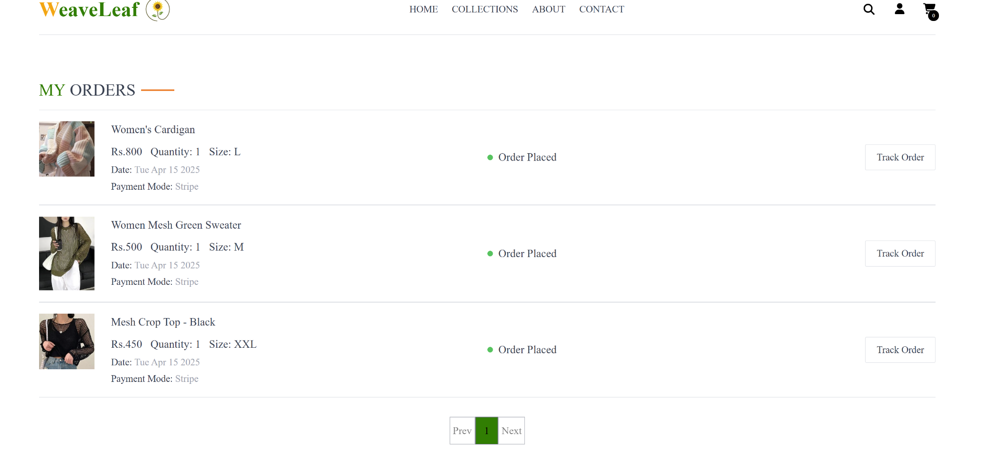 WeaveLeaf HOME COLLECTIONS ABOUT CONTACT 0
MY ORDERS
Women's Cardigan
Rs.800 Quantity: 1 Size: L
Date: Tue Apr 15 2025
Payment Mode: Stripe
Order Placed
Track Order
Women Mesh Green Sweater
Rs.500 Quantity: 1 Size: M
Date: Tue Apr 15 2025
Payment Mode: Stripe
Order Placed
Track Order
Mesh Crop Top - Black
Rs.450 Quantity: 1 Size: XXL
Date: Tue Apr 15 2025
Payment Mode: Stripe
Order Placed
Track Order
Prev 1 Next